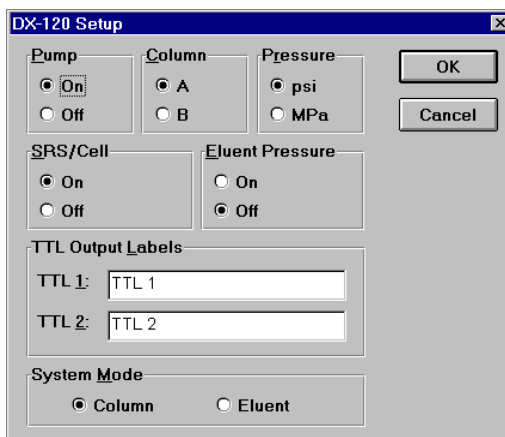 DX-120 Setup
Pump
On
Off
Column
A
B
Pressure
psi
MPa
OK
Cancel
SRS/Cell
On
Off
Eluent Pressure
On
Off
TTL Output Labels
TTL 1: TTL 1
TTL 2: TTL 2
System Mode
Column Eluent